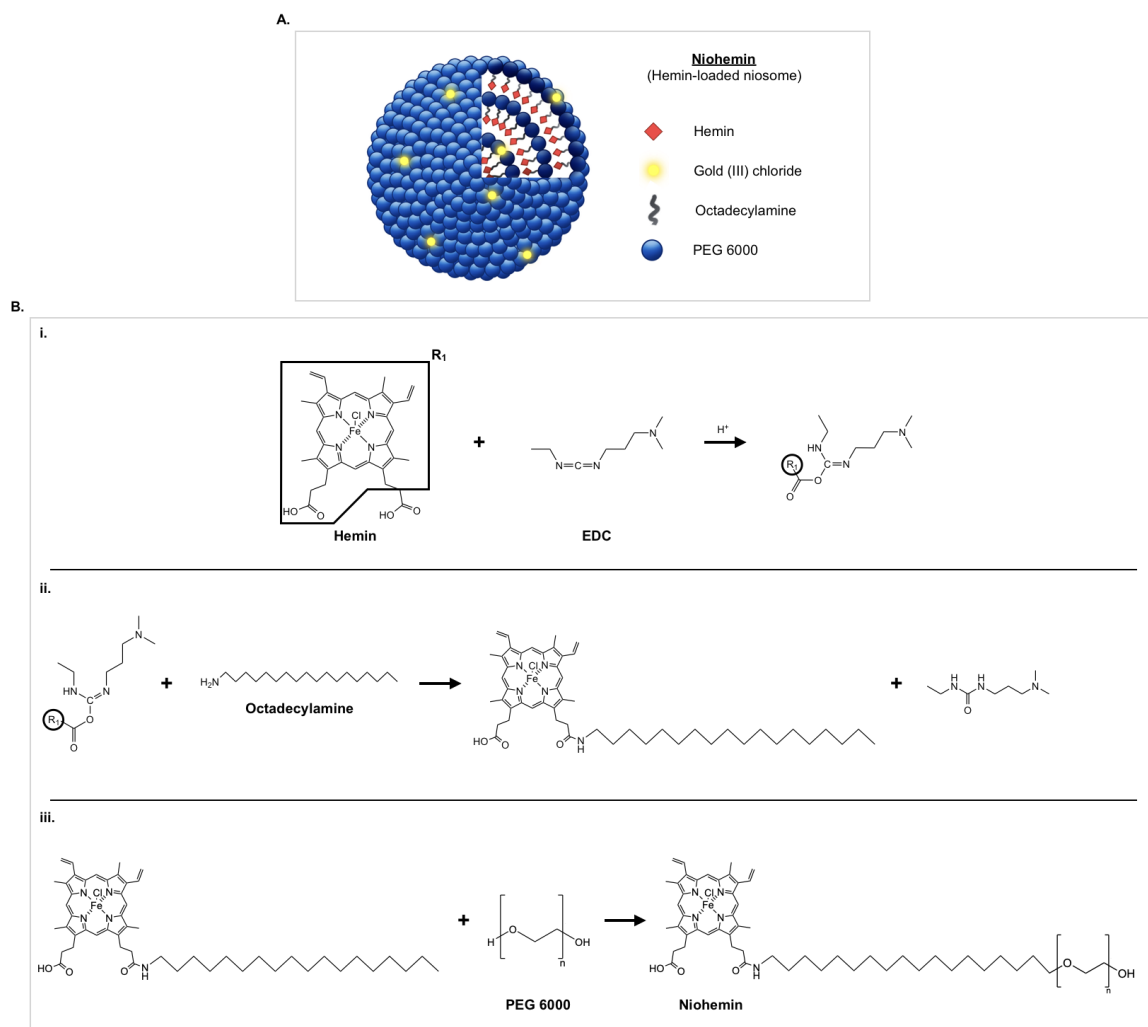 A.
Niohemin
(Hemin-loaded niosome)
Hemin
Gold (III) chloride
Octadecylamine
PEG 6000
B.
i.
R₁
Cl
Fe
N
N
N
N
HO
O
HO
O
Hemin
+
N=C=N
N
EDC
H⁺
N
HN
C=N
R₁
O
O
ii.
N
HN
C=N
O
R₁
O
+
H₂N
Octadecylamine
Cl
Fe
N
N
N
N
HO
O
O
N
H
+
H
N
H
N
N
O
iii.
Cl
Fe
N
N
N
N
HO
O
O
N
H
+
H
O
OH
n
PEG 6000
Cl
Fe
N
N
N
N
HO
O
O
N
H
O
OH
n
Niohemin